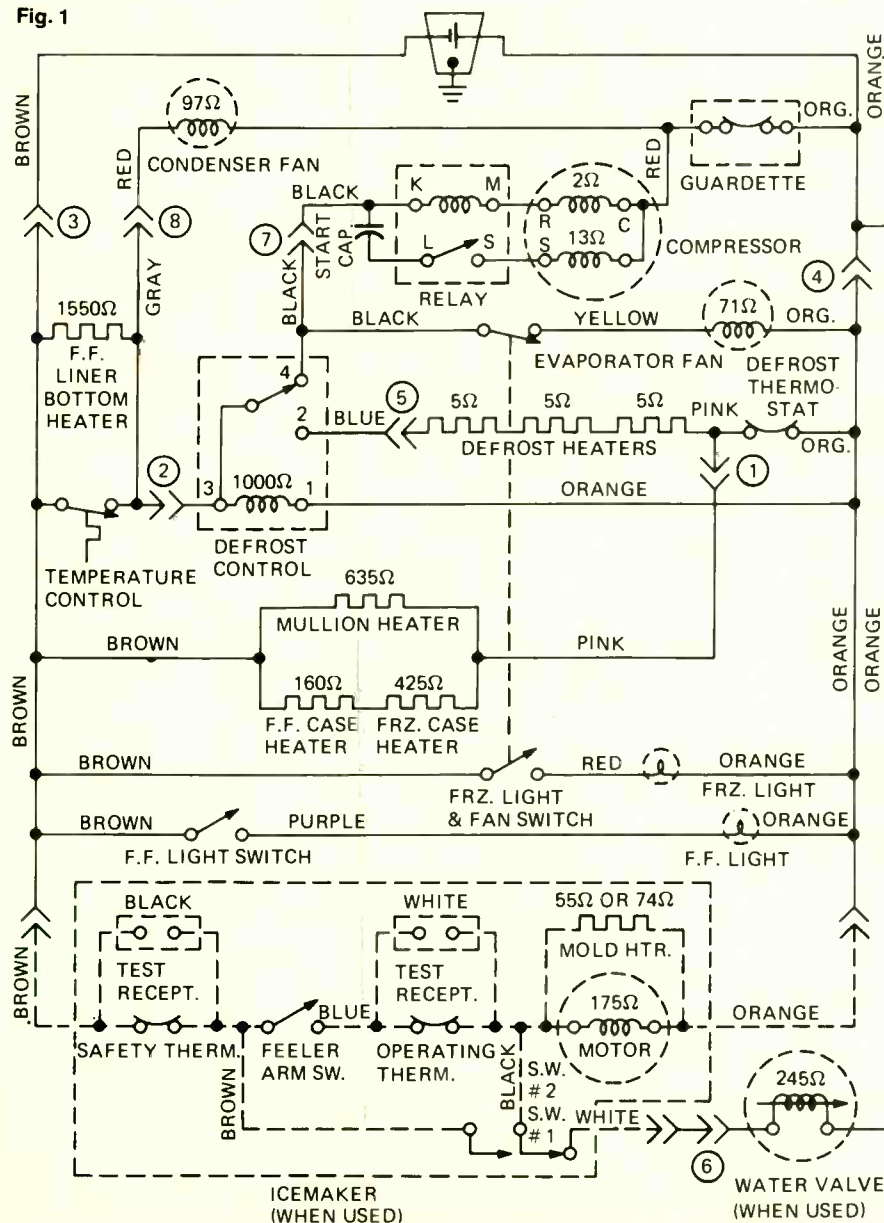 Fig. 1
ORANGE
97Ω
CONDENSER FAN
ORG.
GUARDETTE
BROWN
RED
RED
BLACK
K
M
2Ω
R
C
3
8
7
START
CAP.
L
S
S
13Ω
COMPRESSOR
RELAY
4
GRAY
BLACK
1550Ω
F.F.
LINER
BOTTOM
HEATER
BLACK
YELLOW
71Ω
ORG.
EVAPORATOR FAN
DEFROST
THERMO-
STAT
4
2
BLUE
5
5Ω
5Ω
5Ω
PINK
DEFROST HEATERS
ORG.
1
2
3
1000Ω
1
ORANGE
DEFROST
CONTROL
TEMPERATURE
CONTROL
635Ω
MULLION HEATER
BROWN
PINK
160Ω
425Ω
F.F. CASE
HEATER
FRZ. CASE
HEATER
ORANGE
ORANGE
BROWN
BROWN
RED
ORANGE
FRZ. LIGHT
& FAN SWITCH
FRZ. LIGHT
BROWN
PURPLE
ORANGE
F.F. LIGHT SWITCH
F.F. LIGHT
BLACK
WHITE
55Ω OR 74Ω
TEST
RECEPT.
TEST
RECEPT.
MOLD HTR.
BROWN
BLUE
175Ω
ORANGE
SAFETY THERM.
FEELER
ARM SW.
OPERATING
THERM.
MOTOR
BROWN
BLACK
S.W.
#2
S.W.
#1
WHITE
6
245Ω
ICEMAKER
(WHEN USED)
WATER VALVE
(WHEN USED)